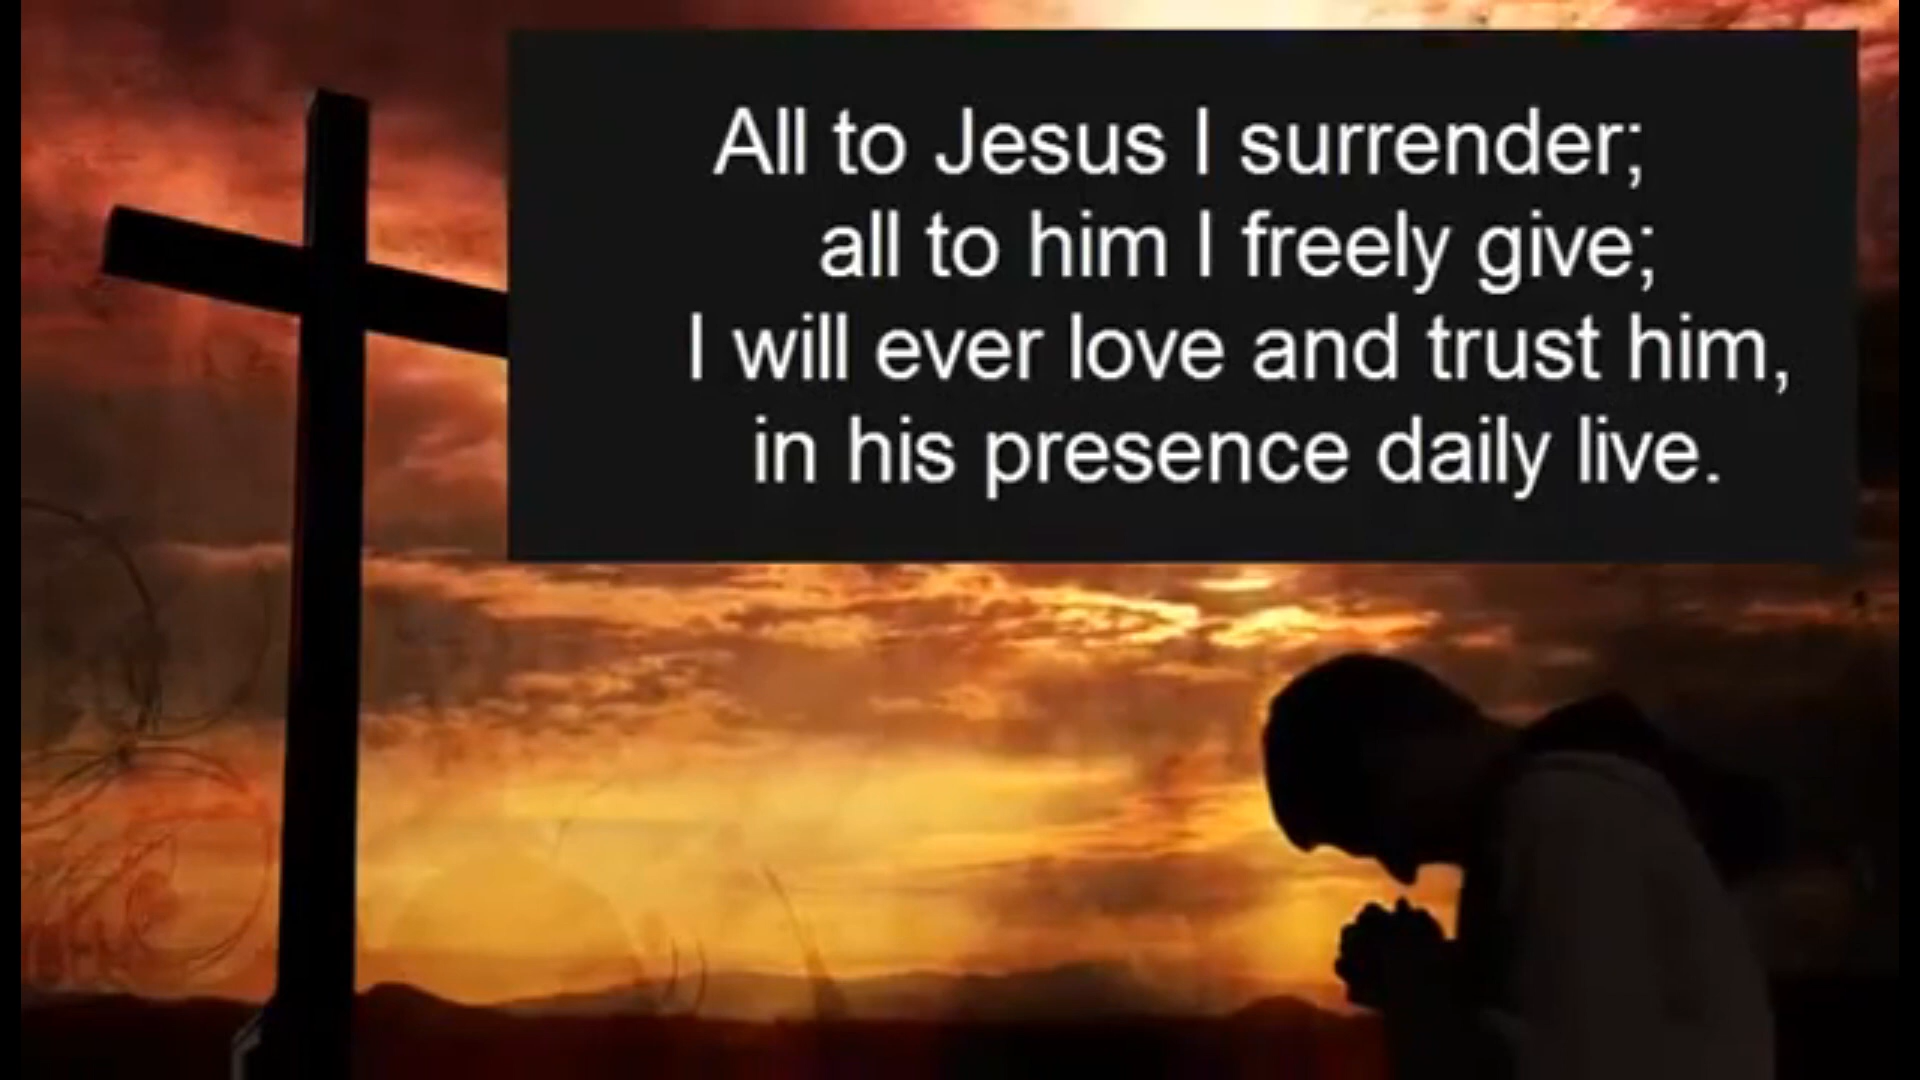 All to Jesus I surrender;
all to him I freely give;
I will ever love and trust him,
in his presence daily live.